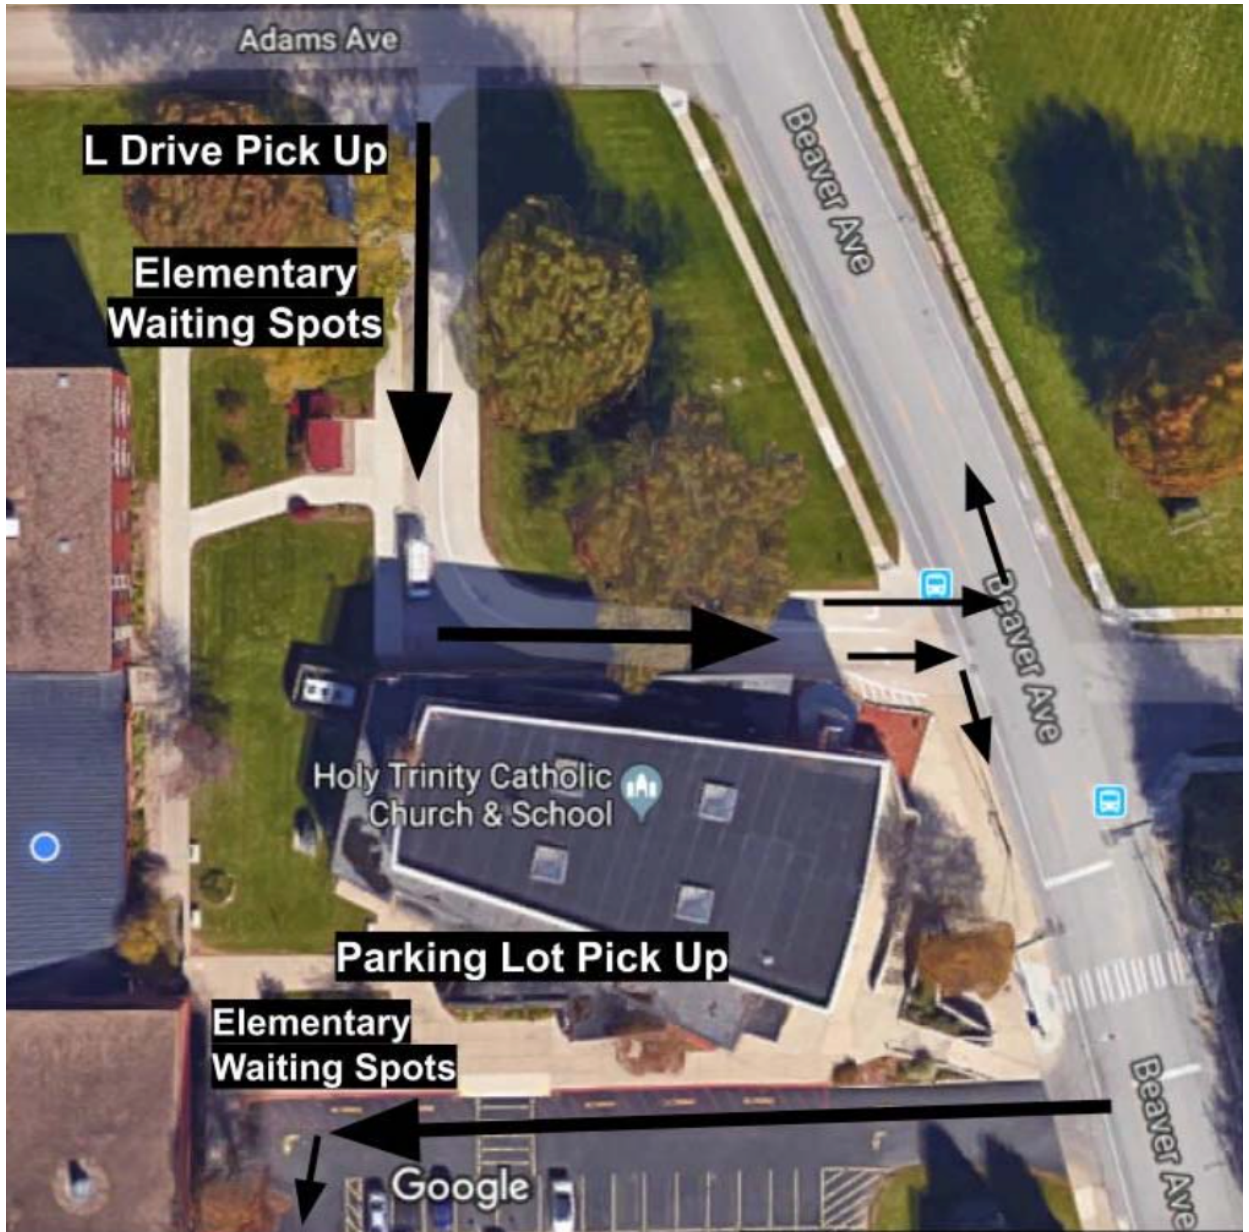 Adams Ave
Beaver Ave
L Drive Pick Up
Elementary
Waiting Spots
Beaver Ave
Holy Trinity Catholic
Church & School
Parking Lot Pick Up
Elementary
Waiting Spots
Beaver Ave
Google